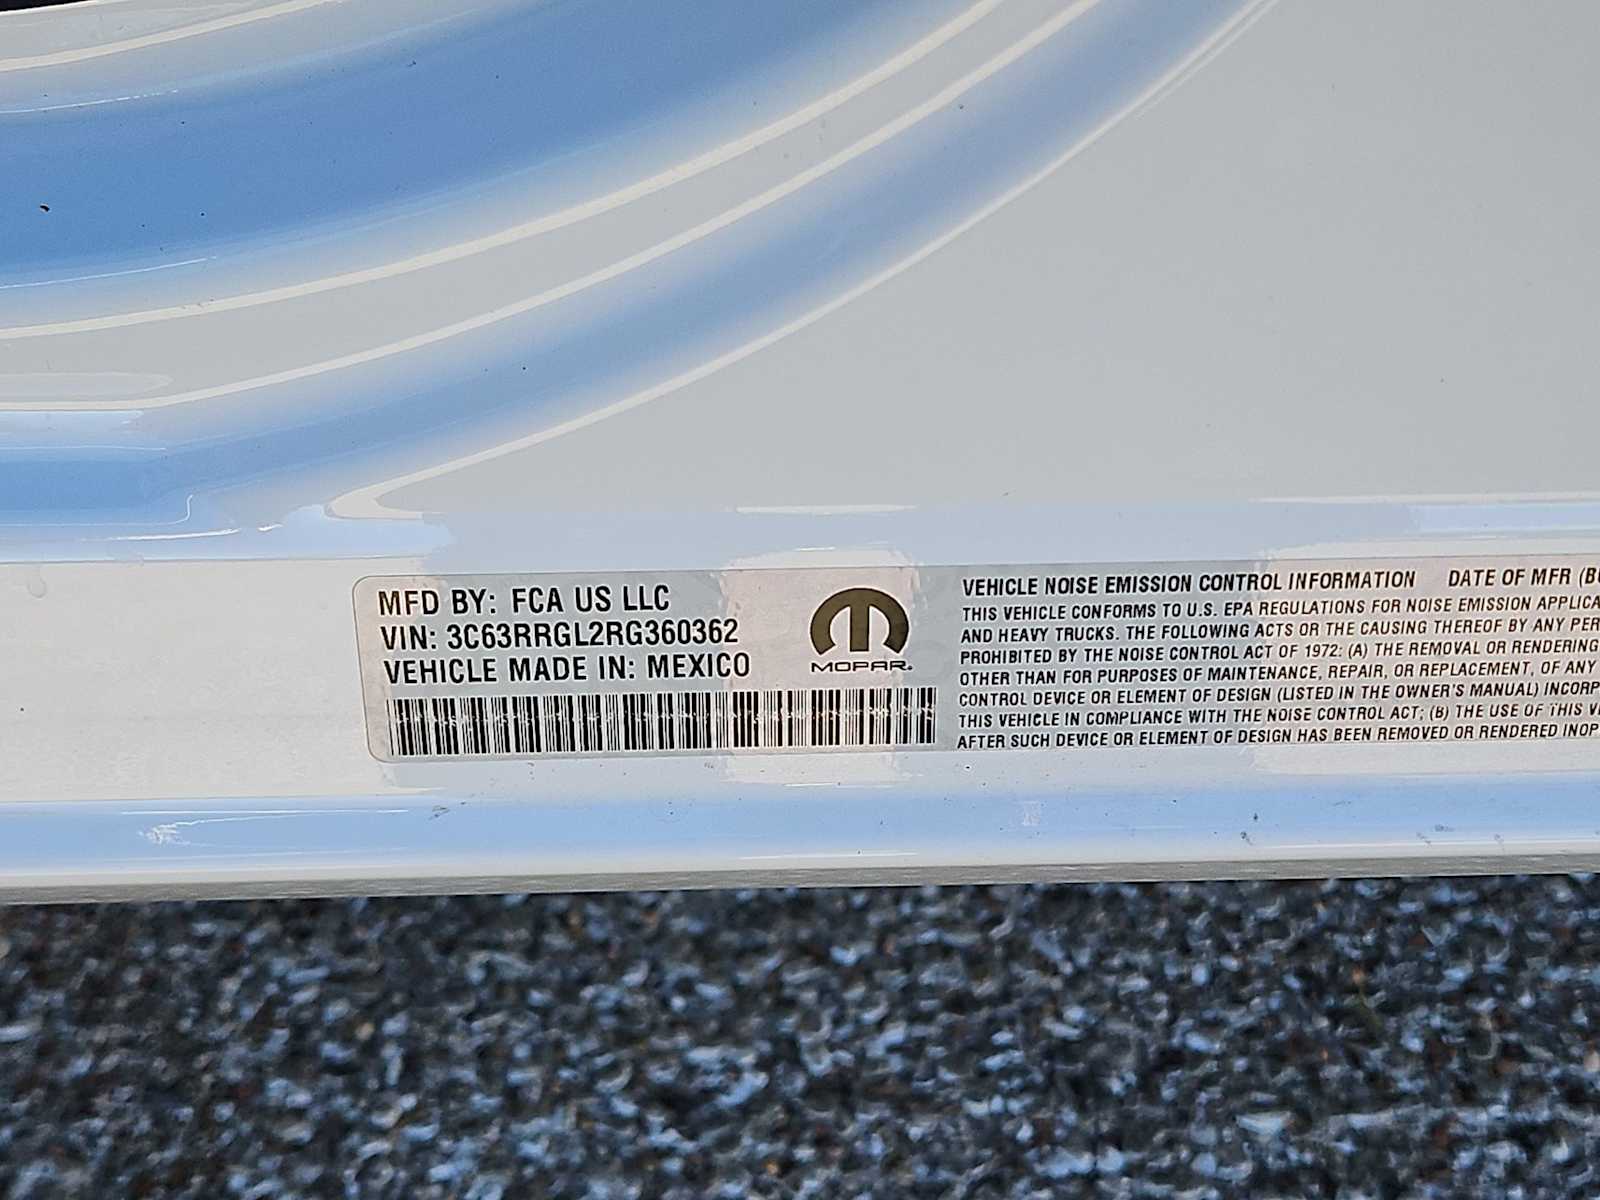 MFD BY: FCA US LLC
VIN: 3C63RRGL2RG360362
VEHICLE MADE IN: MEXICO
MOPAR®
VEHICLE NOISE EMISSION CONTROL INFORMATION DATE OF MFR
THIS VEHICLE CONFORMS TO U.S. EPA REGULATIONS FOR NOISE EMISSION
AND HEAVY TRUCKS. THE FOLLOWING ACTS OR THE CAUSING THEREOF BY ANY
PROHIBITED BY THE NOISE CONTROL ACT OF 1972: (A) THE REMOVAL OR RENDERING
OTHER THAN FOR PURPOSES OF MAINTENANCE, REPAIR, OR REPLACEMENT, OF ANY
CONTROL DEVICE OR ELEMENT OF DESIGN (LISTED IN THE OWNER'S MANUAL)
THIS VEHICLE IN COMPLIANCE WITH THE NOISE CONTROL ACT; (B) THE USE OF THIS
AFTER SUCH DEVICE OR ELEMENT OF DESIGN HAS BEEN REMOVED OR RENDERED